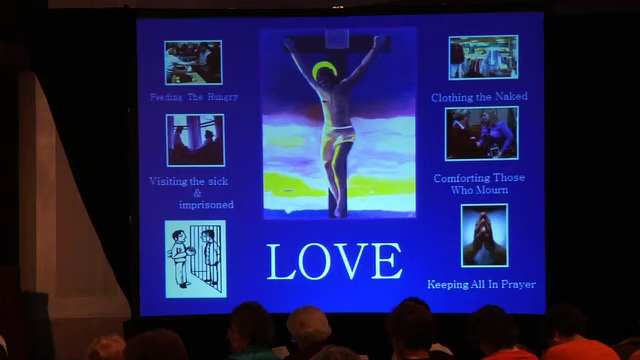 Feeding The Hungry
Clothing the Naked
Visiting the sick
&
imprisoned
Comforting Those
Who Mourn
LOVE
Keeping All In Prayer